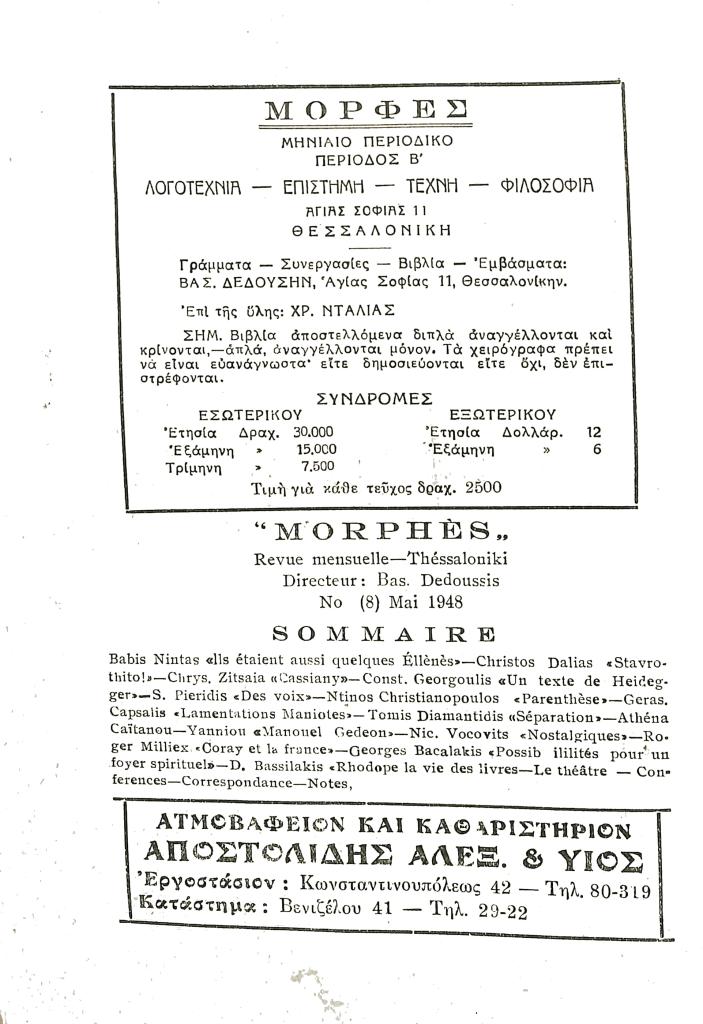 ΜΟΡΦΕΣ
ΜΗΝΙΑΙΟ ΠΕΡΙΟΔΙΚΟ
ΠΕΡΙΟΔΟΣ Β'
ΛΟΓΟΤΕΧΝΙΑ — ΕΠΙΣΤΗΜΗ — ΤΕΧΝΗ — ΦΙΛΟΣΟΦΙΑ
ΑΓΙΑΣ ΣΟΦΙΑΣ 11
ΘΕΣΣΑΛΟΝΙΚΗ
Γράμματα — Συνεργασίες — Βιβλία — Ἐμβάσματα:
ΒΑΣ. ΔΕΔΟΥΣΗΝ, Ἁγίας Σοφίας 11, Θεσσαλονίκην.
Ἐπὶ τῆς ὕλης: ΧΡ. ΝΤΑΛΙΑΣ
ΣΗΜ. Βιβλία ἀποστελλόμενα διπλὰ ἀναγγέλλονται καὶ
κρίνονται,—ἁπλά, ἀναγγέλλονται μόνον. Τὰ χειρόγραφα πρέπει
νὰ εἶναι εὐανάγνωστα· εἴτε δημοσιεύονται εἴτε ὄχι, δὲν ἐπι-
στρέφονται.
ΣΥΝΔΡΟΜΕΣ
ΕΣΩΤΕΡΙΚΟΥ ΕΞΩΤΕΡΙΚΟΥ
Ἐτησία Δραχ. 30.000 Ἐτησία Δολλάρ. 12
Ἑξάμηνη » 15.000 Ἑξάμηνη » 6
Τρίμηνη » 7.500
Τιμὴ γιὰ κάθε τεῦχος δραχ. 2500
“MORPHÈS„
Revue mensuelle—Théssaloniki
Directeur: Bas. Dedoussis
No (8) Mai 1948
SOMMAIRE
Babis Nintas «Ils étaient aussi quelques Éllènès»—Christos Dalias «Stavro-
thito!»—Chrys. Zitsaia «Cassiany»—Const. Georgoulis «Un texte de Heideg-
ger»—S. Pieridis «Des voix»—Ntinos Christianopoulos «Parenthèse»—Geras.
Capsalis «Lamentations Maniotes»—Tomis Diamantidis «Séparation»—Athéna
Caïtanou—Yanniou «Manouel Gedeon»—Nic. Vocovits «Nostalgiques»—Ro-
ger Milliex «Coray et la france»—Georges Bacalakis «Possib ililités pour un
foyer spirituel»—D. Bassilakis «Rhodope la vie des livres—Le théâtre — Con-
ferences—Correspondance—Notes,
ΑΤΜΟΒΑΦΕΙΟΝ ΚΑΙ ΚΑΘΑΡΙΣΤΗΡΙΟΝ
ΑΠΟΣΤΟΛΙΔΗΣ ΑΛΕΞ. & ΥΙΟΣ
Ἐργοστάσιον: Κωνσταντινουπόλεως 42 — Τηλ. 80-319
Κατάστημα: Βενιζέλου 41 — Τηλ. 29-22